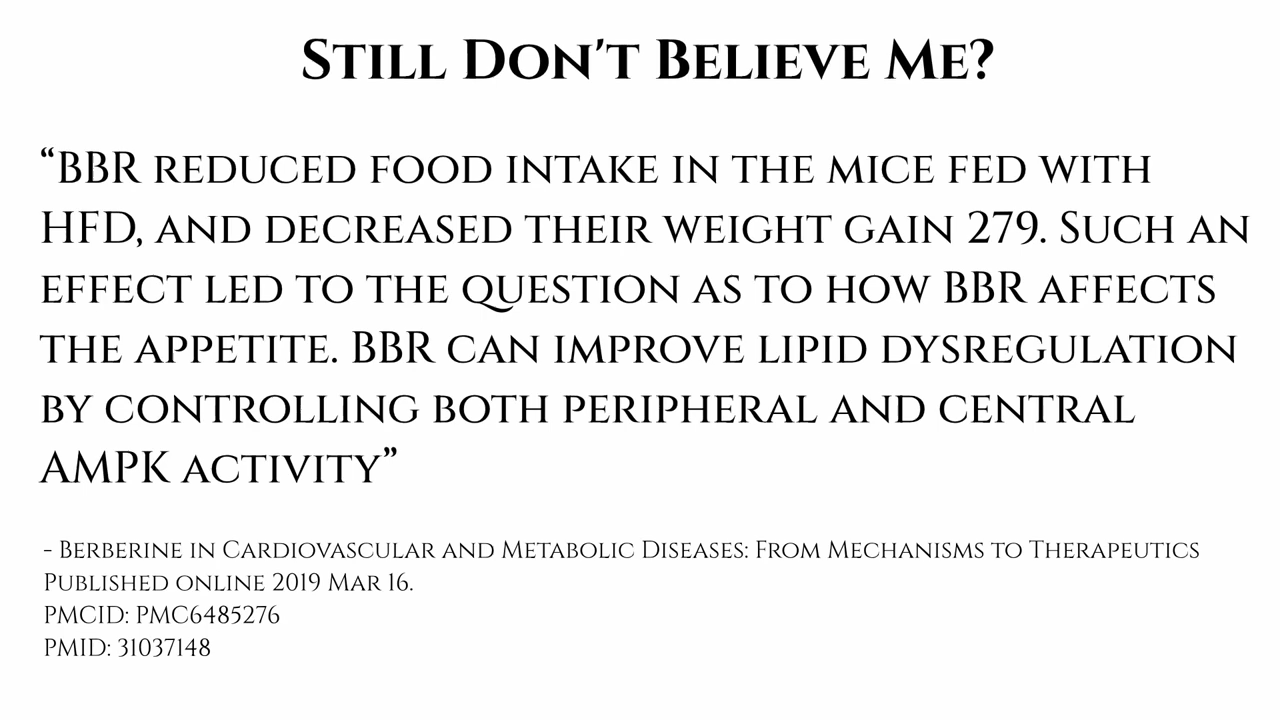 Still Don't Believe Me?
“BBR reduced food intake in the mice fed with
HFD, and decreased their weight gain 279. Such an
effect led to the question as to how BBR affects
the appetite. BBR can improve lipid dysregulation
by controlling both peripheral and central
AMPK activity”
- Berberine in Cardiovascular and Metabolic Diseases: From Mechanisms to Therapeutics
Published online 2019 Mar 16.
PMCID: PMC6485276
PMID: 31037148